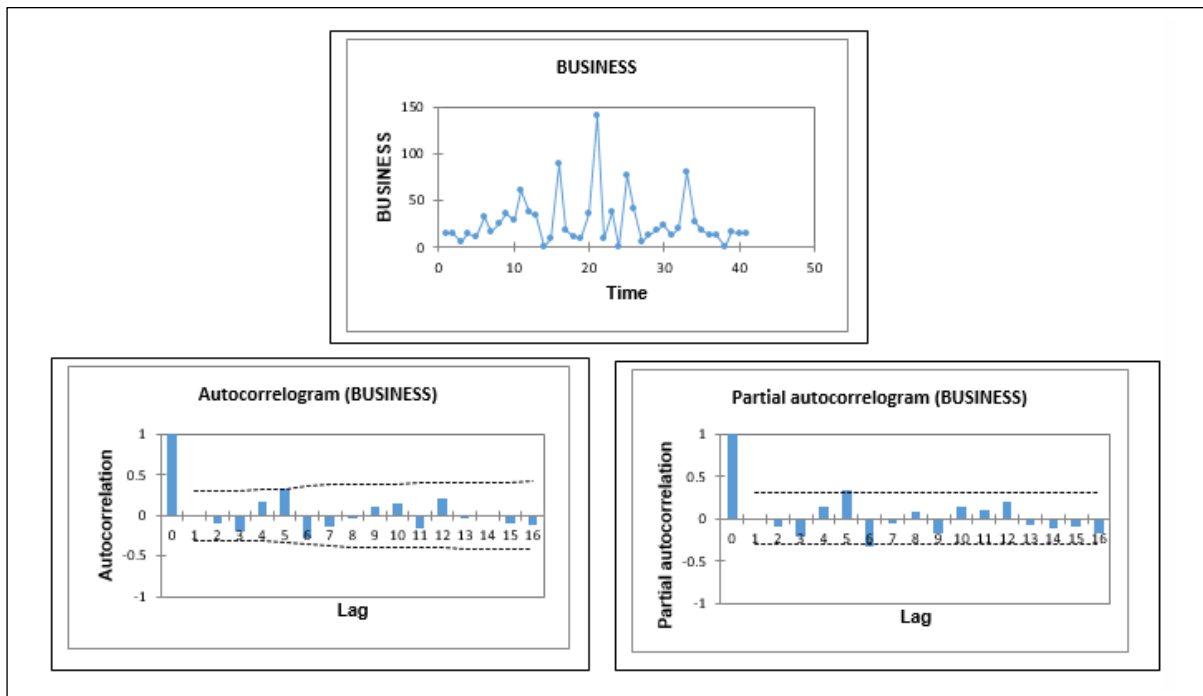 BUSINESS
BUSINESS
150
100
50
0
0 10 20 30 40 50
Time
Autocorrelogram (BUSINESS)
Autocorrelation
1
0.5
0
-0.5
-1
0 1 2 3 4 5 6 7 8 9 10 11 12 13 14 15 16
Lag
Partial autocorrelogram (BUSINESS)
Partial autocorrelation
1
0.5
0
-0.5
-1
0 1 2 3 4 5 6 7 8 9 10 11 12 13 14 15 16
Lag